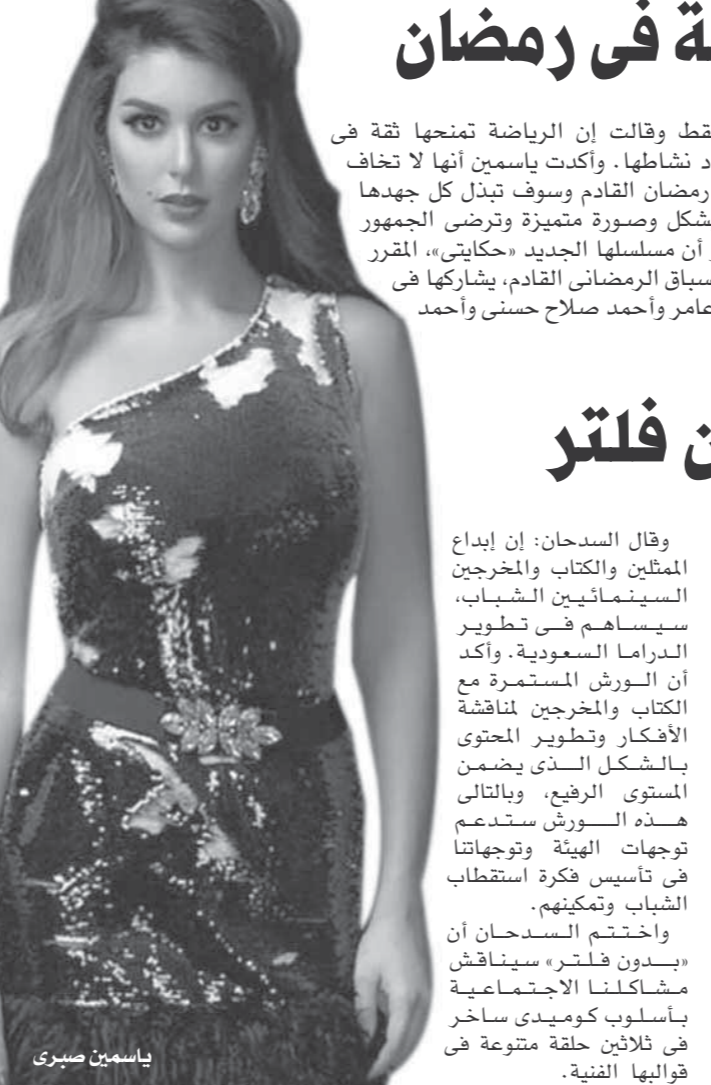 ة فى رمضان
قط وقالت إن الرياضة تمنحها ثقة فى
د نشاطها. وأكدت ياسمين أنها لا تخاف
رمضان القادم وسوف تبذل كل جهدها
شكل وصورة متميزة وترضى الجمهور
أن مسلسلها الجديد «حكايتى»، المقرر
سباق الرمضانى القادم، يشاركها فى
عامر وأحمد صلاح حسنى وأحمد
ن فلتر
وقال السدحان: إن إبداع
الممثلين والكتاب والمخرجين
السينمائيين الشباب،
سيساهم فى تطوير
الدراما السعودية. وأكد
أن الورش المستمرة مع
الكتاب والمخرجين لمناقشة
الأفكار وتطوير المحتوى
بالشكل الذى يضمن
المستوى الرفيع، وبالتالى
هذه الورش ستدعم
توجهات الهيئة وتوجهاتنا
فى تأسيس فكرة استقطاب
الشباب وتمكينهم.
واختتم السدحان أن
«بدون فلتر» سيناقش
مشاكلنا الاجتماعية
بأسلوب كوميدى ساخر
فى ثلاثين حلقة متنوعة فى
قوالبها الفنية.
ياسمين صبرى